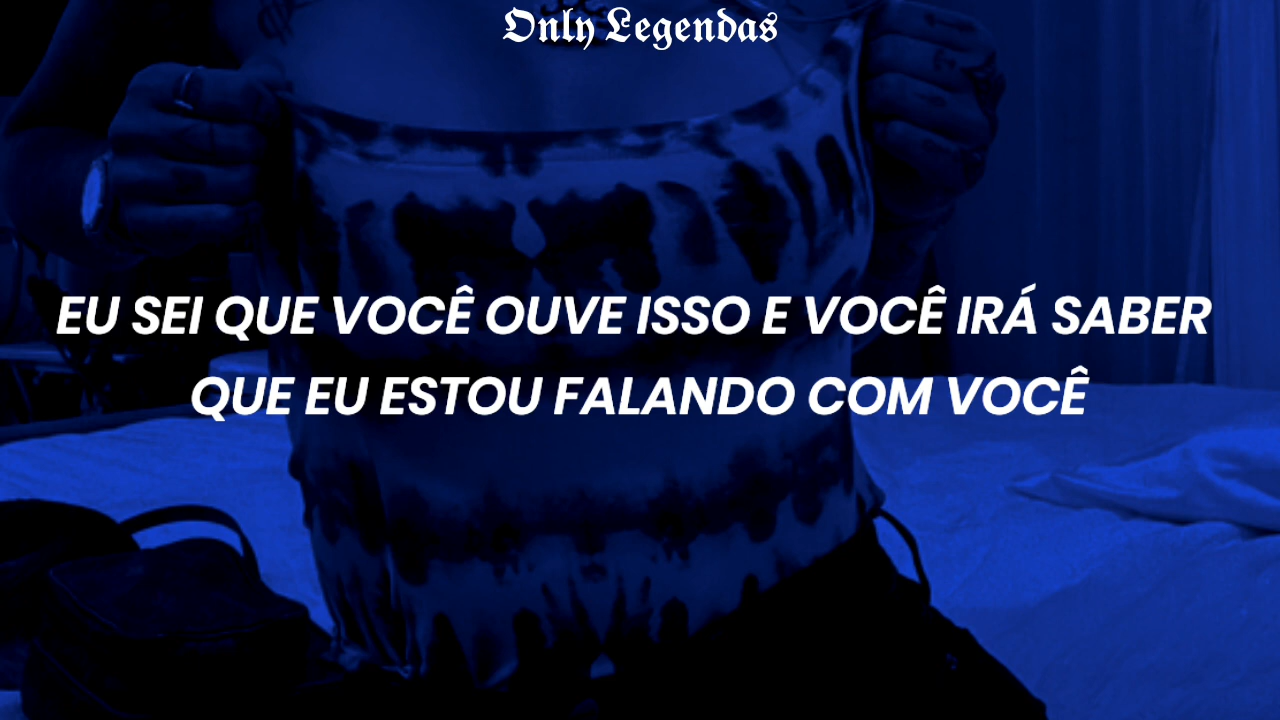 Only Legendas
EU SEI QUE VOCÊ OUVE ISSO E VOCÊ IRÁ SABER
QUE EU ESTOU FALANDO COM VOCÊ